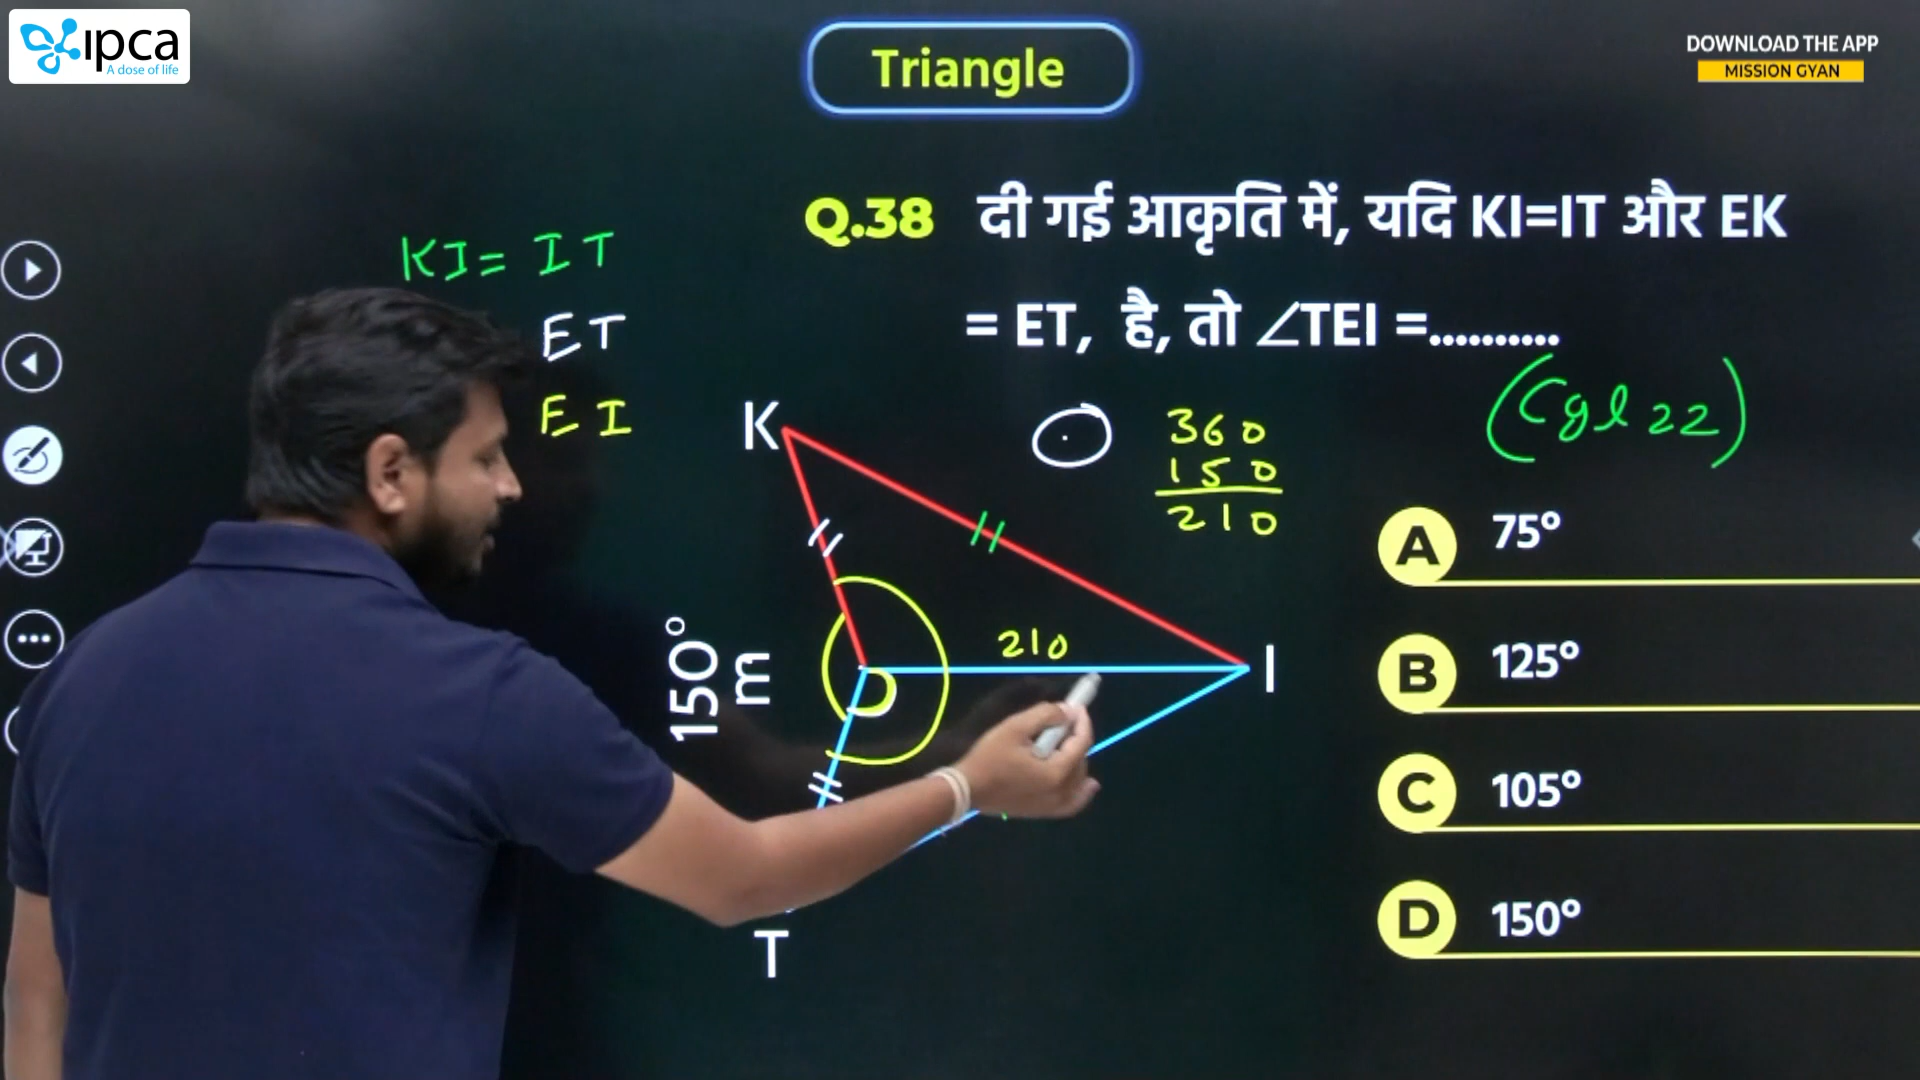 ipca
A dose of life
Triangle
DOWNLOAD THE APP
MISSION GYAN
Q.38 दी गई आकृति में, यदि KI=IT और EK
= ET, है, तो ∠TEI =..........
KI = IT
ET
EI
(Cgl 22)
360
150
210
K
150°
m
210
I
T
A 75°
B 125°
C 105°
D 150°